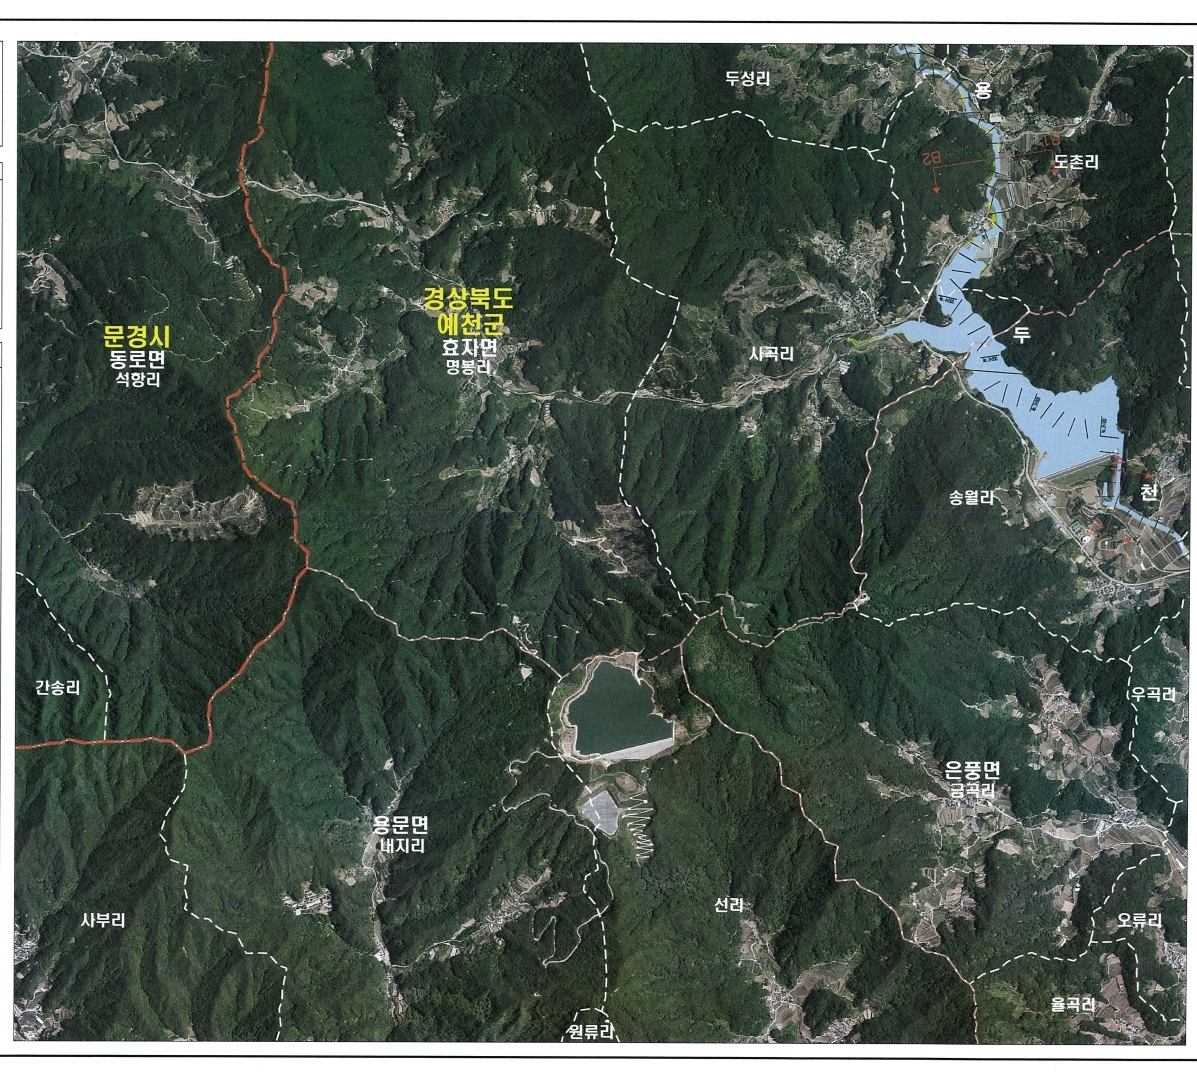 두성리
용
B1
B2
도촌리
경상북도
예천군
효자면
명봉리
문경시
동로면
석항리
시곡리
두
송월리
천
간송리
우곡리
은풍면
금곡리
용문면
내지리
선리
사부리
오류리
율곡리
원류리